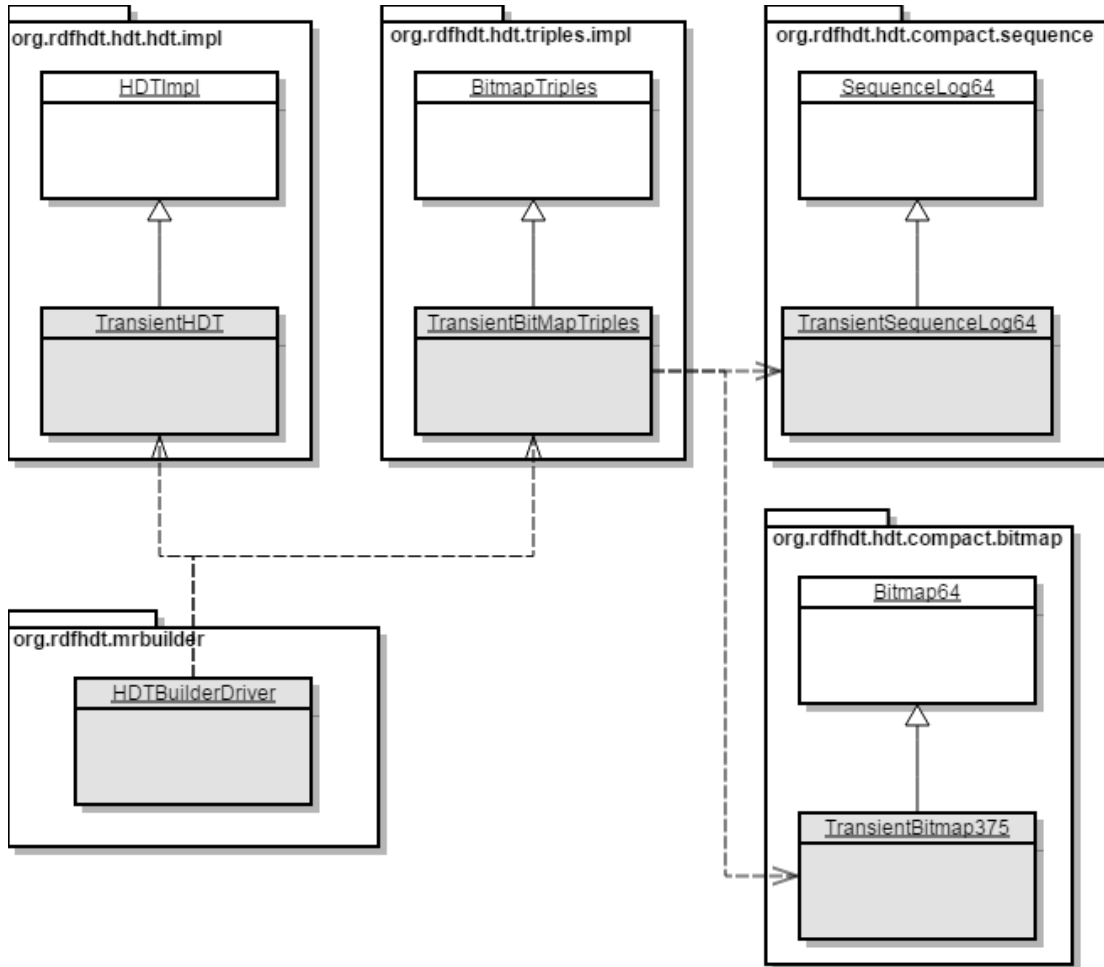 org.rdfhdt.hdt.hdt.impl
HDTImpl
TransientHDT
org.rdfhdt.hdt.triples.impl
BitmapTriples
TransientBitMapTriples
org.rdfhdt.hdt.compact.sequence
SequenceLog64
TransientSequenceLog64
org.rdfhdt.mrbuilder
HDTBuilderDriver
org.rdfhdt.hdt.compact.bitmap
Bitmap64
TransientBitmap375